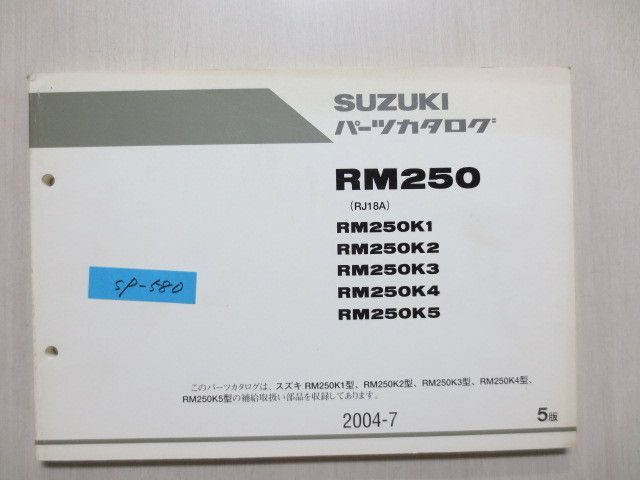 SUZUKI
パーツカタログ
RM250
(RJ18A)
RM250K1
RM250K2
RM250K3
RM250K4
RM250K5
SP-580
このパーツカタログは、スズキ RM250K1型、RM250K2型、RM250K3型、RM250K4型、
RM250K5型の補給取扱い部品を収録してあります。
2004-7
5版